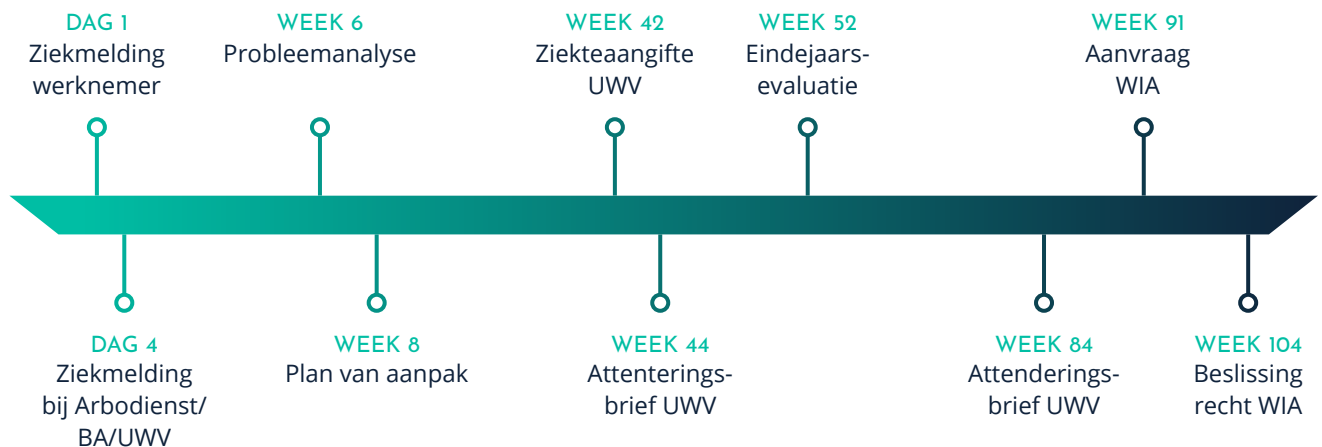 DAG 1
Ziekmelding
werknemer
WEEK 6
Probleemanalyse
WEEK 42
Ziekteaangifte
UWV
WEEK 52
Eindejaars-
evaluatie
WEEK 91
Aanvraag
WIA
DAG 4
Ziekmelding
bij Arbodienst/
BA/UWV
WEEK 8
Plan van aanpak
WEEK 44
Attenterings-
brief UWV
WEEK 84
Attenderings-
brief UWV
WEEK 104
Beslissing
recht WIA